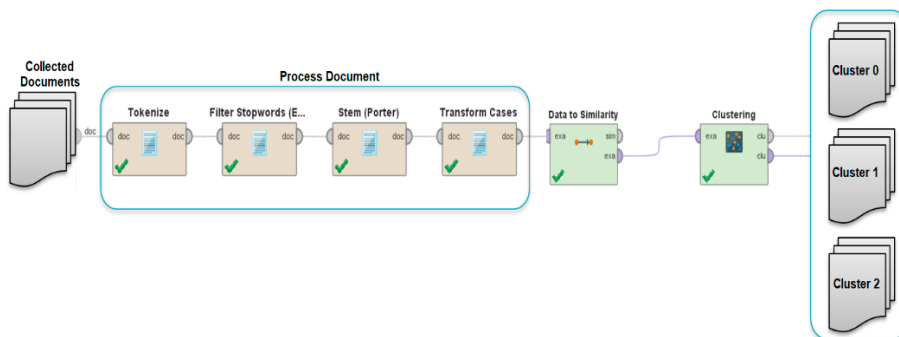 Collected
Documents
Process Document
Tokenize
Filter Stopwords (E...
Stem (Porter)
Transform Cases
Data to Similarity
Clustering
doc
doc
doc
doc
doc
doc
doc
doc
doc
exa
sim
exa
exa
clu
clu
Cluster 0
Cluster 1
Cluster 2